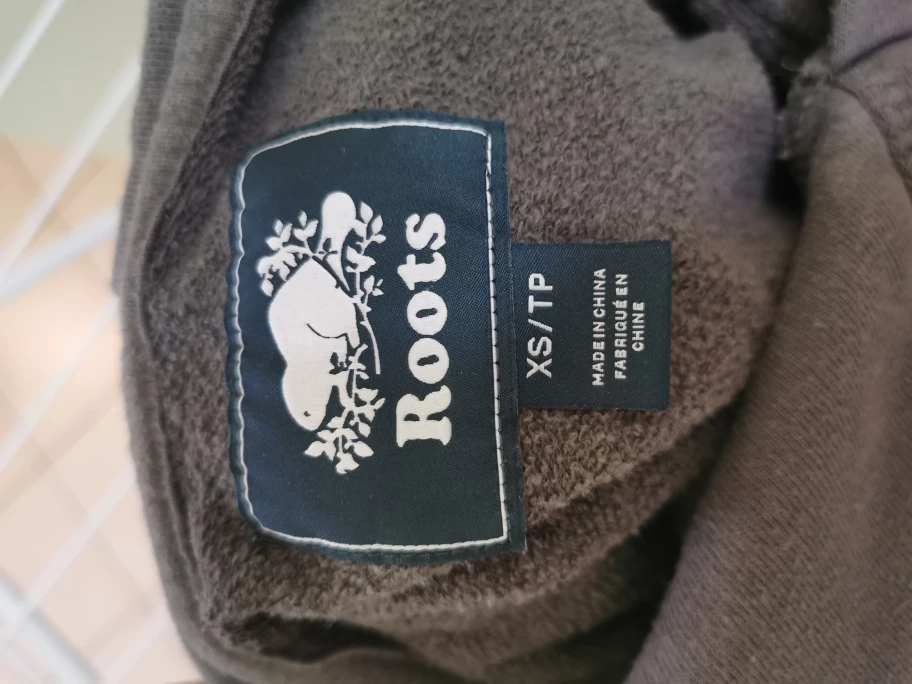 Roots
XS/TP
MADE IN CHINA
FABRIQUÉ EN
CHINE